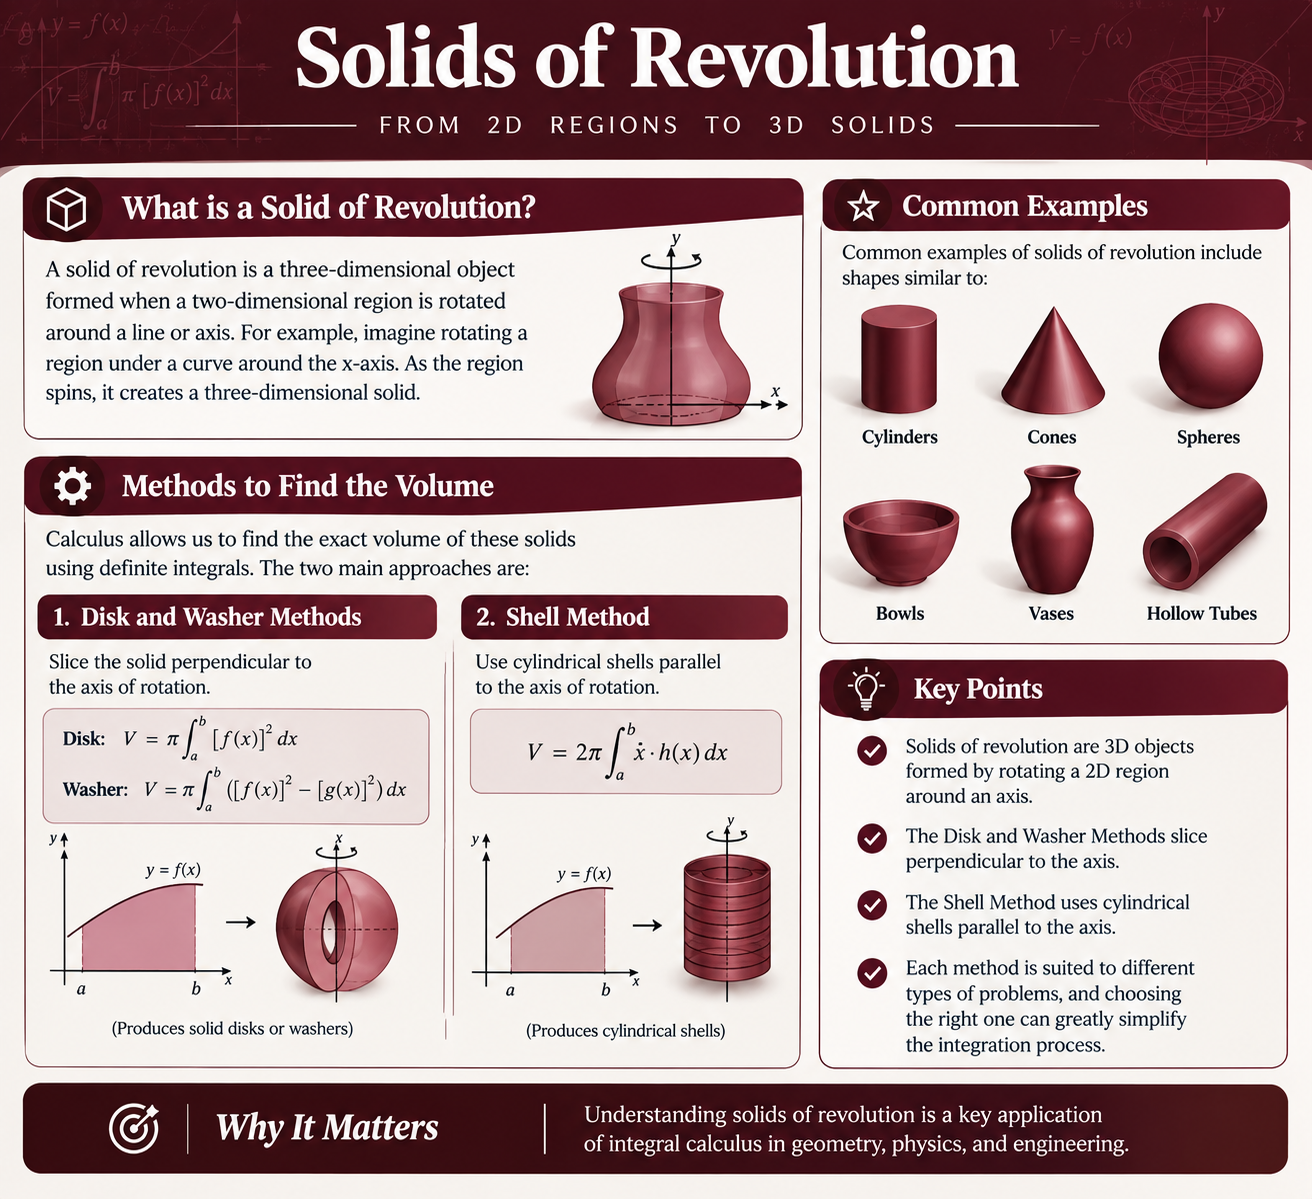 y = f(x)
V = ∫_a^b π [f(x)]² dx
V = f(x)
y
x
Solids of Revolution
FROM 2D REGIONS TO 3D SOLIDS
What is a Solid of Revolution?
A solid of revolution is a three-dimensional object
formed when a two-dimensional region is rotated
around a line or axis. For example, imagine rotating a
region under a curve around the x-axis. As the region
spins, it creates a three-dimensional solid.
y
x
Methods to Find the Volume
Calculus allows us to find the exact volume of these solids
using definite integrals. The two main approaches are:
1. Disk and Washer Methods
Slice the solid perpendicular to
the axis of rotation.
Disk: V = π ∫_a^b [f(x)]² dx
Washer: V = π ∫_a^b ([f(x)]² − [g(x)]²) dx
y
y = f(x)
a
b
x
x
(Produces solid disks or washers)
2. Shell Method
Use cylindrical shells parallel
to the axis of rotation.
V = 2π ∫_a^b ẋ · h(x) dx
y
y = f(x)
a
b
x
y
(Produces cylindrical shells)
Common Examples
Common examples of solids of revolution include
shapes similar to:
Cylinders
Cones
Spheres
Bowls
Vases
Hollow Tubes
Key Points
Solids of revolution are 3D objects
formed by rotating a 2D region
around an axis.
The Disk and Washer Methods slice
perpendicular to the axis.
The Shell Method uses cylindrical
shells parallel to the axis.
Each method is suited to different
types of problems, and choosing
the right one can greatly simplify
the integration process.
Why It Matters
Understanding solids of revolution is a key application
of integral calculus in geometry, physics, and engineering.